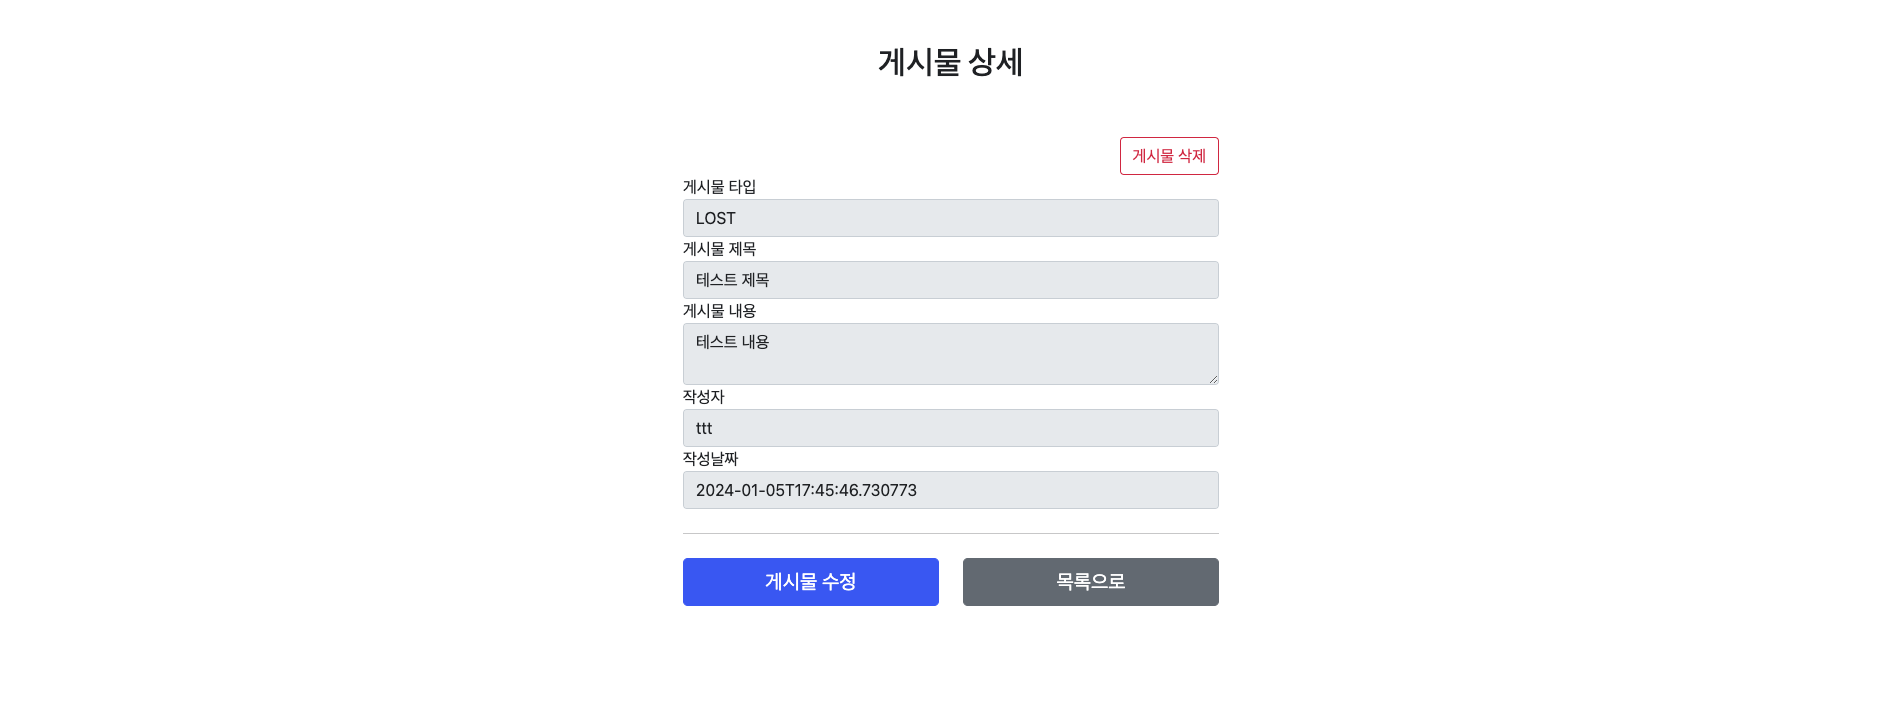 게시물 상세
게시물 삭제
게시물 타입
LOST
게시물 제목
테스트 제목
게시물 내용
테스트 내용
작성자
ttt
작성날짜
2024-01-05T17:45:46.730773
게시물 수정
목록으로